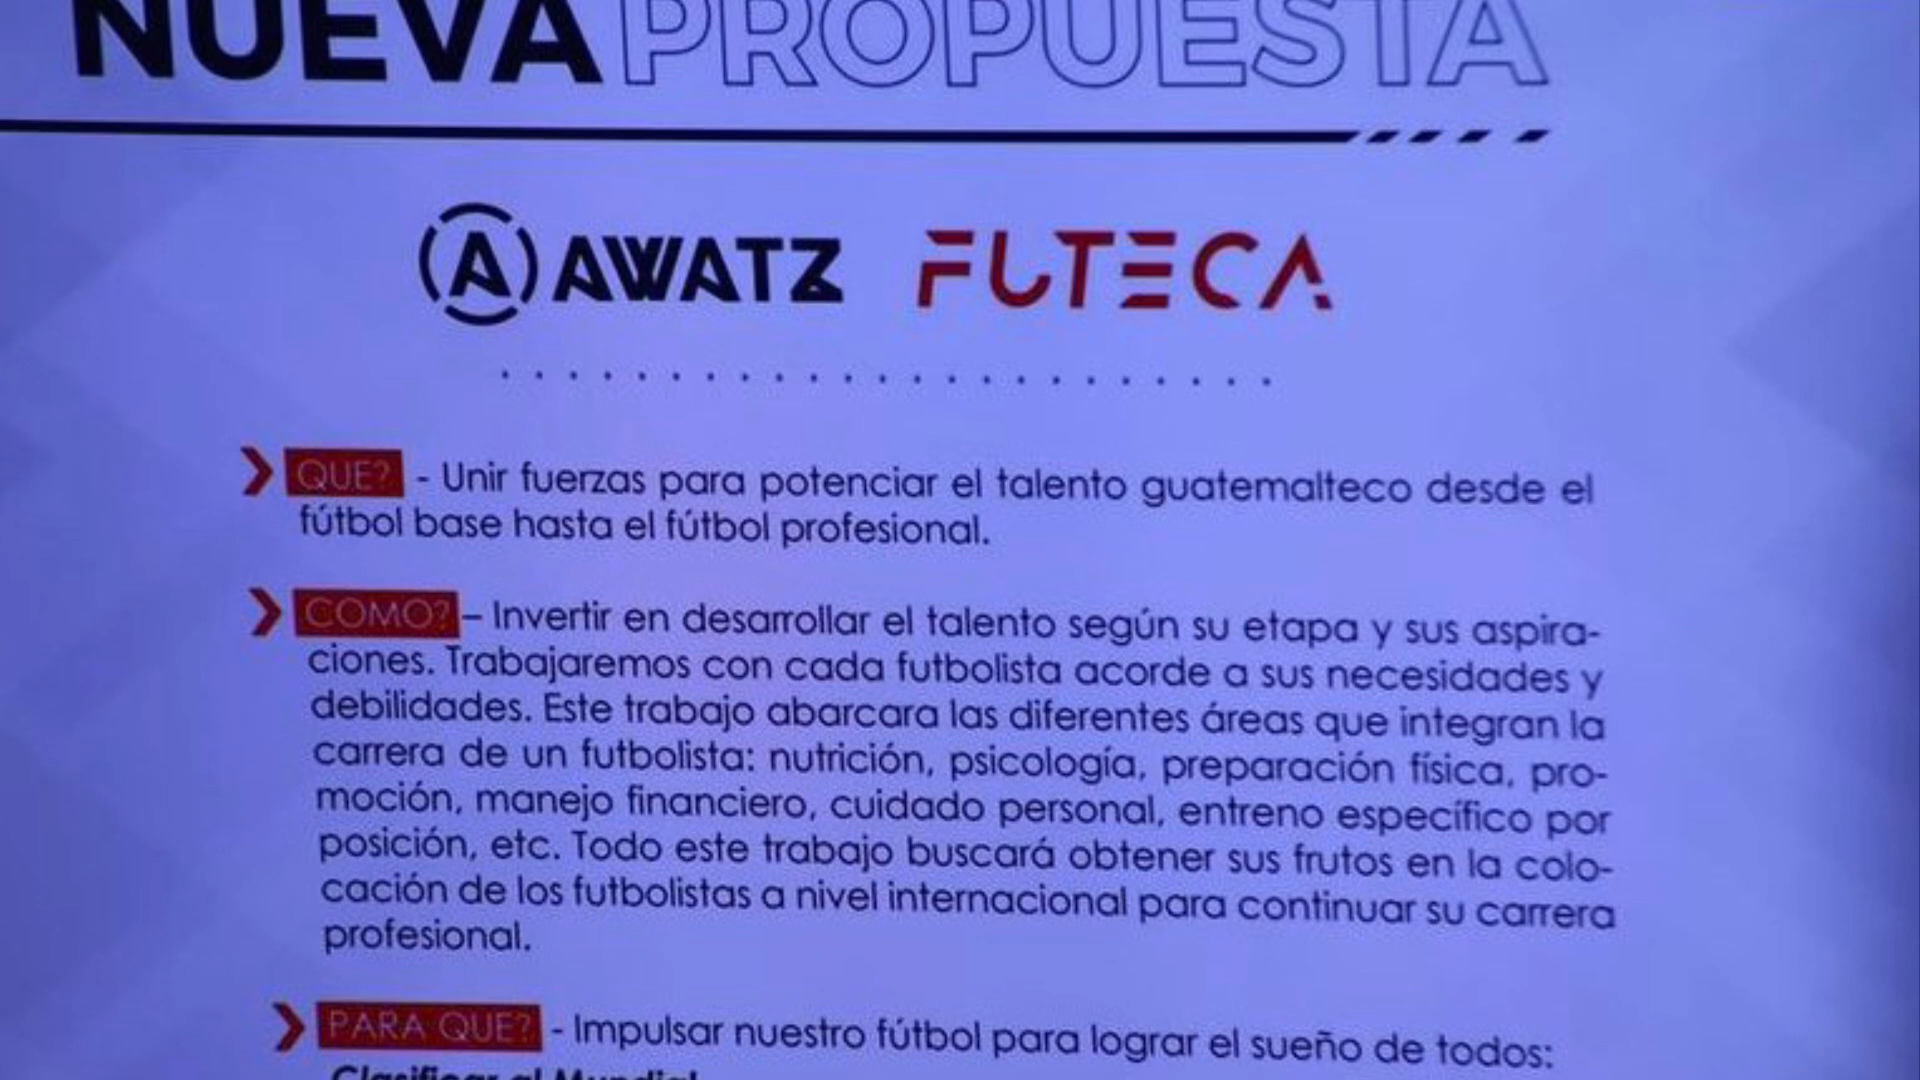 NUEVA PROPUESTA
A AWATZ FUTECA
QUE? - Unir fuerzas para potenciar el talento guatemalteco desde el
fútbol base hasta el fútbol profesional.
COMO? – Invertir en desarrollar el talento según su etapa y sus aspira-
ciones. Trabajaremos con cada futbolista acorde a sus necesidades y
debilidades. Este trabajo abarcara las diferentes áreas que integran la
carrera de un futbolista: nutrición, psicología, preparación física, pro-
moción, manejo financiero, cuidado personal, entreno específico por
posición, etc. Todo este trabajo buscará obtener sus frutos en la colo-
cación de los futbolistas a nivel internacional para continuar su carrera
profesional.
PARA QUE? - Impulsar nuestro fútbol para lograr el sueño de todos:
Clasificar al Mundial